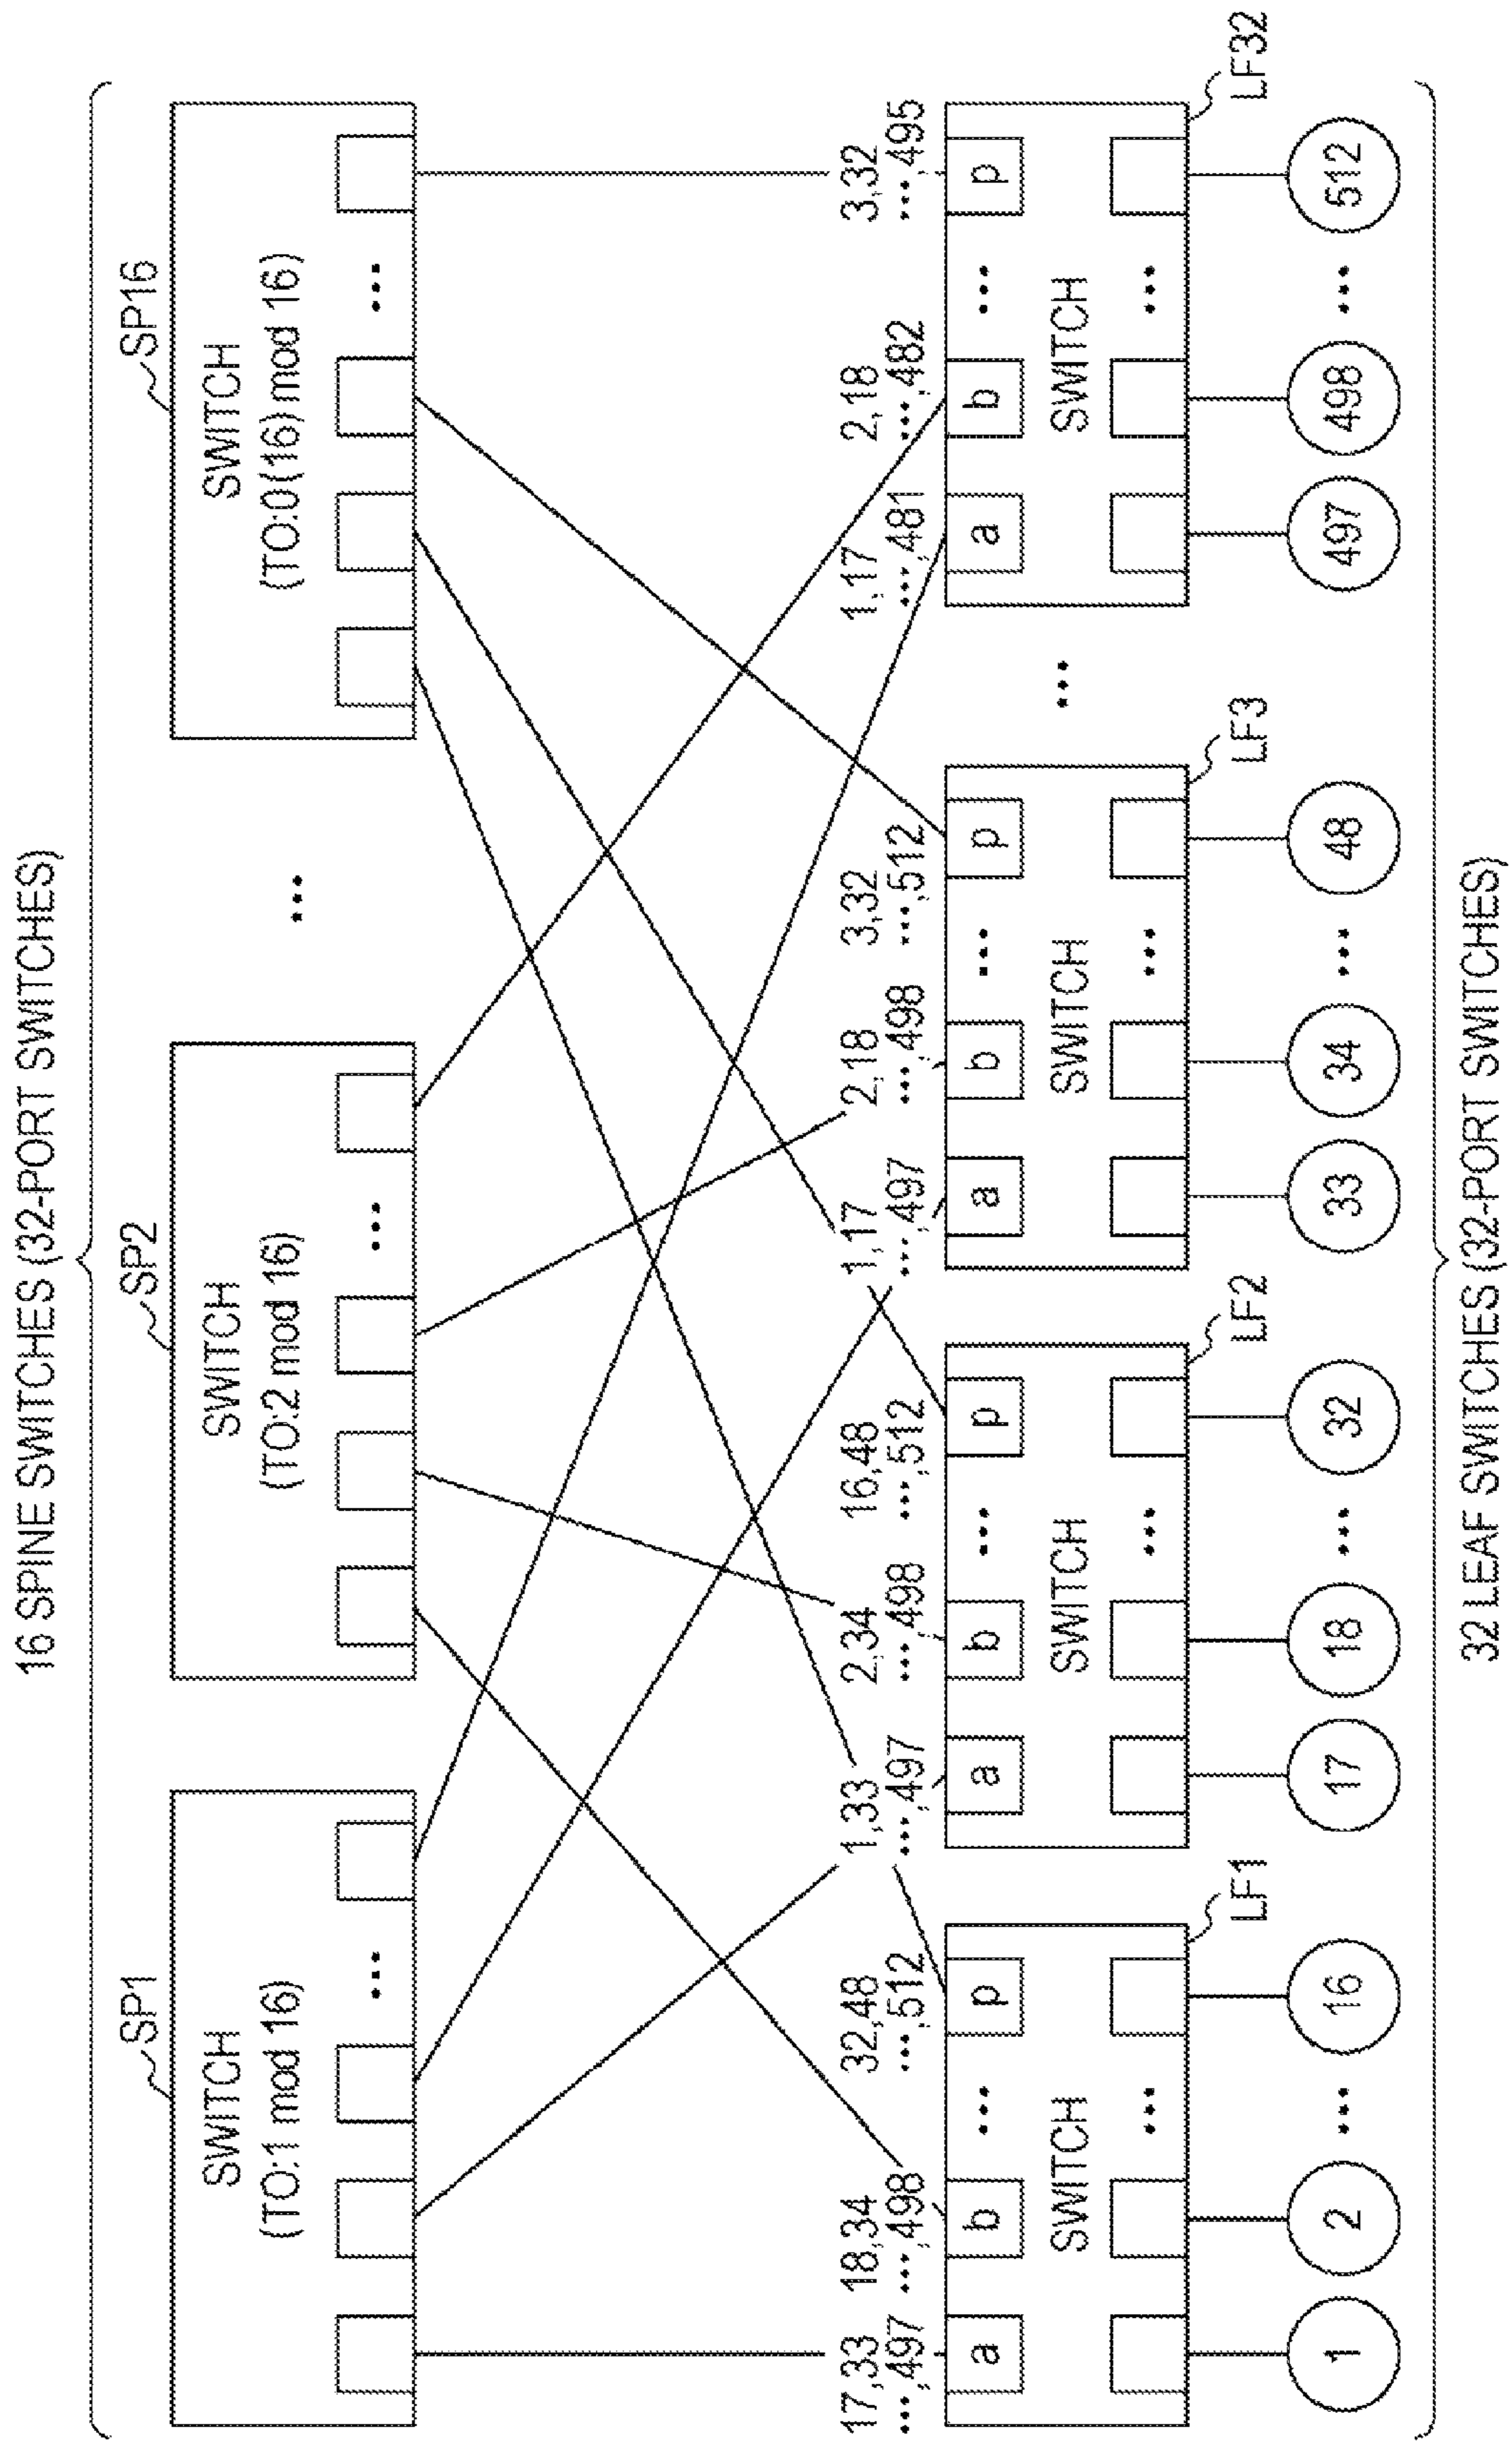 16 SPINE SWITCHES (32-PORT SWITCHES)
SP1
SP2
SP16
SWITCH
(TO:1 mod 16)
•••
SWITCH
(TO:2 mod 16)
•••
•••
SWITCH
(TO:0(16) mod 16)
•••
17,33
•••,497
18,34
•••,498
32,48
•••,512
1,33
•••,497
2,34
•••,498
16,48
•••,512
1,17
•••,497
2,18
•••,498
3,32
•••,512
1,17
•••,481
2,18
•••,482
3,32
•••,495
a
b
•••
p
SWITCH
•••
LF1
a
b
•••
p
SWITCH
•••
LF2
a
b
•••
p
SWITCH
•••
LF3
•••
a
b
•••
p
SWITCH
•••
LF32
1
2
•••
16
17
18
•••
32
33
34
•••
48
497
498
•••
512
32 LEAF SWITCHES (32-PORT SWITCHES)